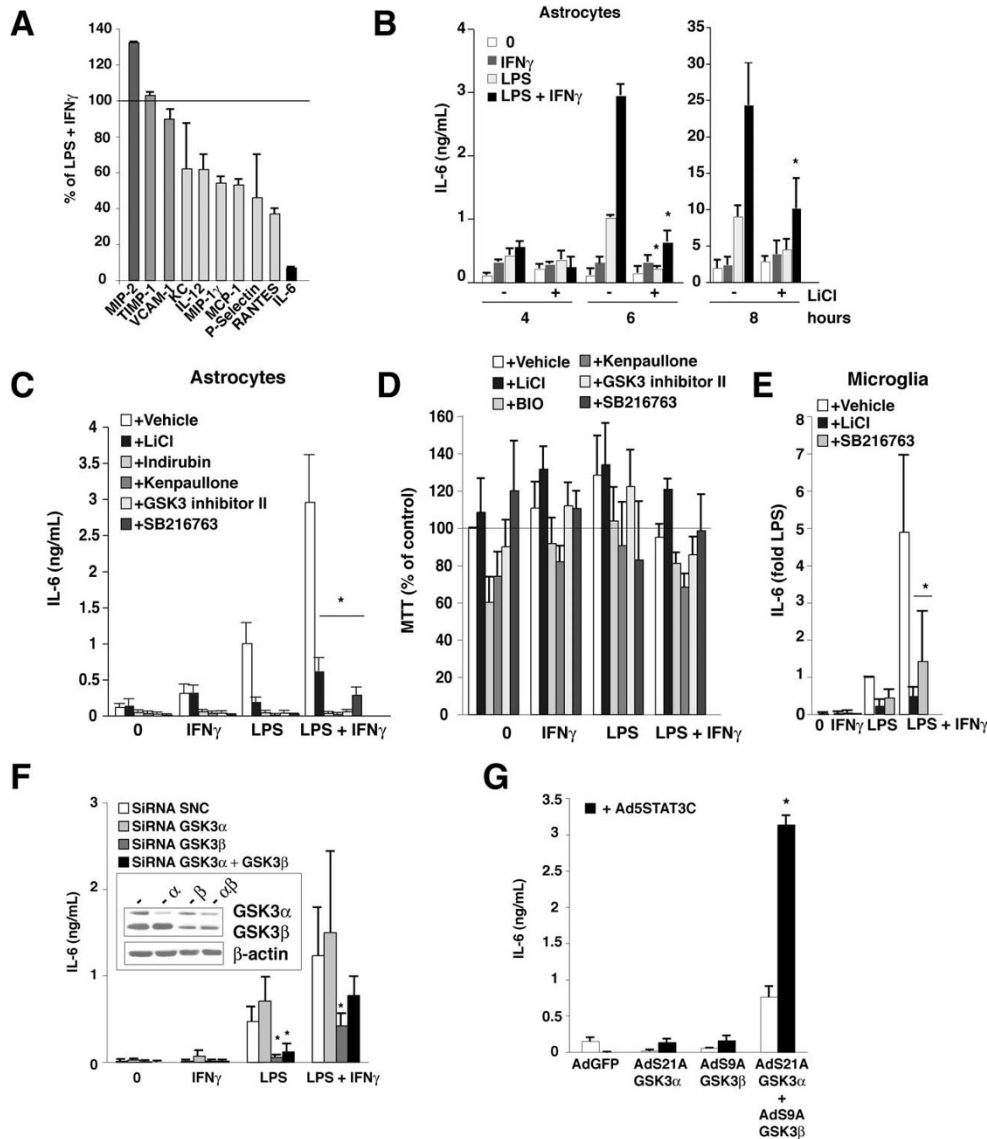 A
% of LPS + IFNγ
140
120
100
80
60
40
20
0
MIP-2
TIMP-1
VCAM-1
KC
IL-12
MIP-1γ
MCP-1
P-Selectin
RANTES
IL-6
B
Astrocytes
0
IFNγ
LPS
LPS + IFNγ
IL-6 (ng/mL)
4
3
2
1
0
35
30
25
20
15
10
5
0
*
*
*
- + - + - + LiCl
4 6 8 hours
C
Astrocytes
+Vehicle
+LiCl
+Indirubin
+Kenpaullone
+GSK3 inhibitor II
+SB216763
IL-6 (ng/mL)
4
3.5
3
2.5
2
1.5
1
0.5
0
*
0 IFNγ LPS LPS + IFNγ
D
+Vehicle
+LiCl
+BIO
+Kenpaullone
+GSK3 inhibitor II
+SB216763
MTT (% of control)
160
140
120
100
80
60
40
20
0
0 IFNγ LPS LPS + IFNγ
E
Microglia
+Vehicle
+LiCl
+SB216763
IL-6 (fold LPS)
8
7
6
5
4
2
1
0
*
0 IFNγ LPS LPS + IFNγ
F
SiRNA SNC
SiRNA GSK3α
SiRNA GSK3β
SiRNA GSK3α + GSK3β
- - α - β - αβ
GSK3α
GSK3β
β-actin
IL-6 (ng/mL)
3
2
1
0
* *
*
0 IFNγ LPS LPS + IFNγ
G
+ Ad5STAT3C
IL-6 (ng/mL)
3.5
3
2.5
2
1.5
1
0.5
0
*
AdGFP
AdS21A
GSK3α
AdS9A
GSK3β
AdS21A
GSK3α
+
AdS9A
GSK3β